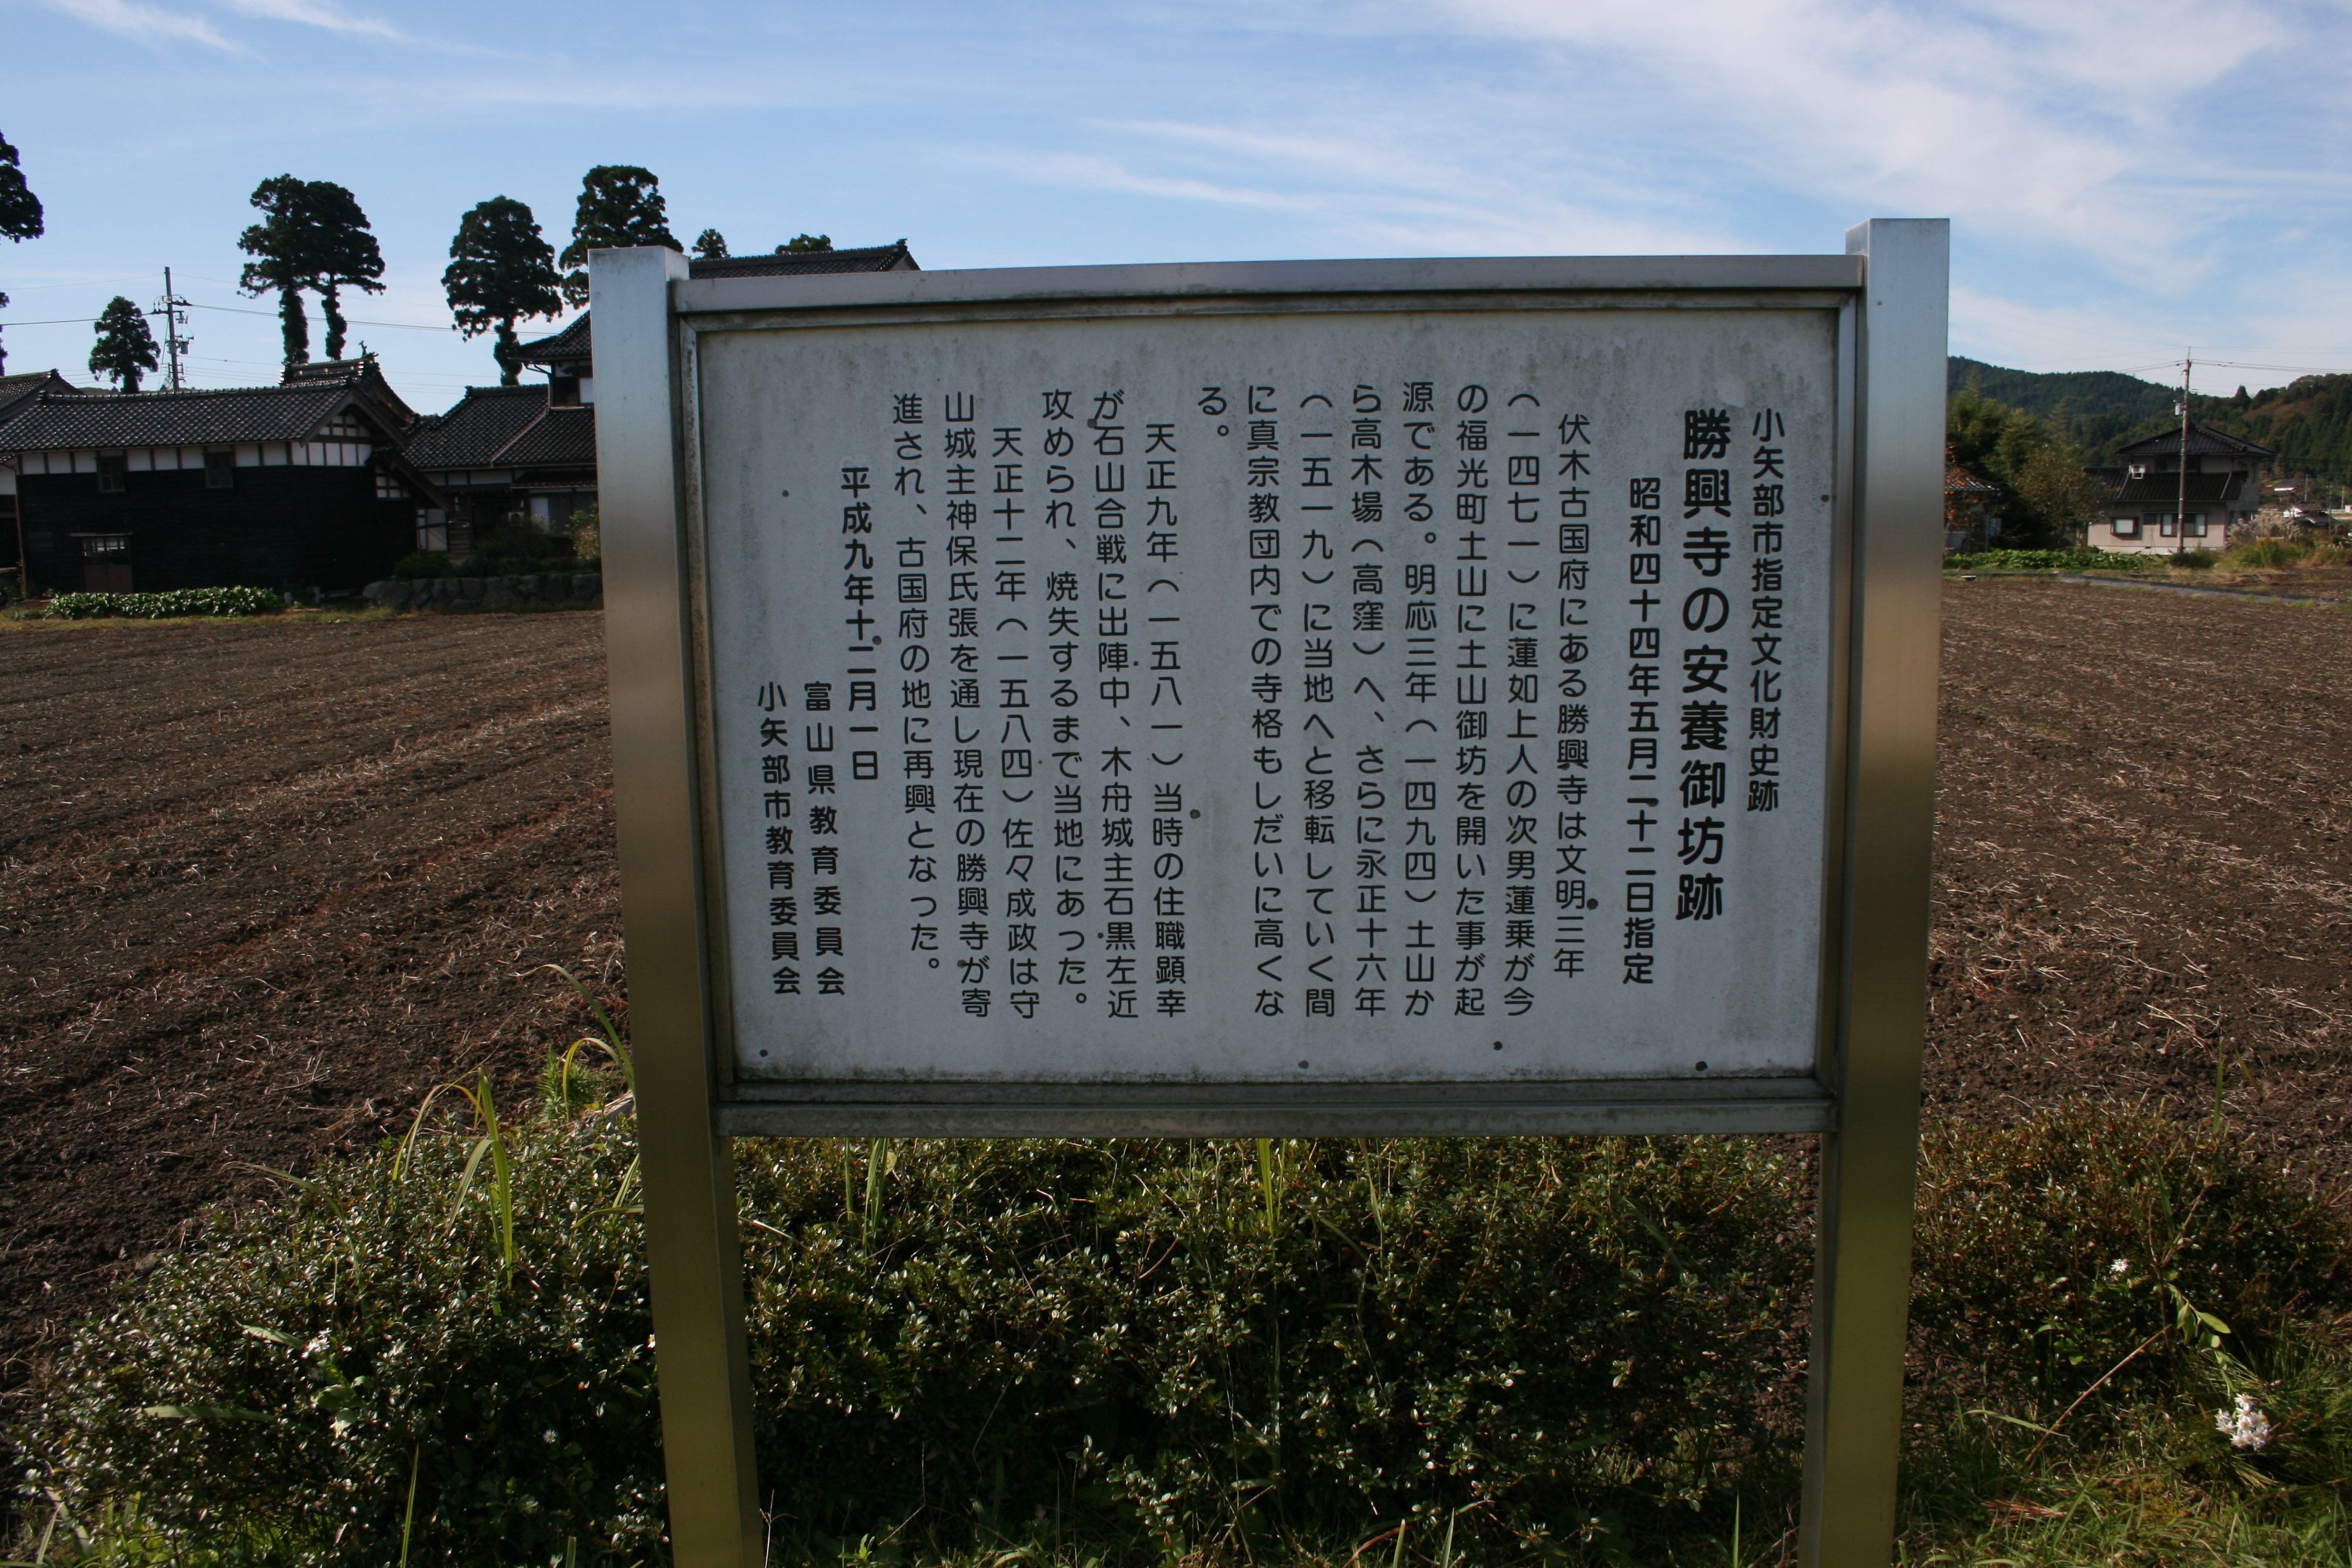 小矢部市指定文化財史跡
勝興寺の安養御坊跡
昭和四十四年五月二十二日指定
伏木古国府にある勝興寺は文明三年
（一四七一）に蓮如上人の次男蓮乗が今
の福光町土山に土山御坊を開いた事が起
源である。明応三年（一四九四）土山か
ら高木場（高窪）へ、さらに永正十六年
（一五一九）に当地へと移転していく間
に真宗教団内での寺格もしだいに高くな
る。
天正九年（一五八一）当時の住職顕幸
が石山合戦に出陣中、木舟城主石黒左近
攻められ、焼失するまで当地にあった。
天正十二年（一五八四）佐々成政は守
山城主神保氏張を通し現在の勝興寺が寄
進され、古国府の地に再興となった。
平成九年十二月一日
富山県教育委員会
小矢部市教育委員会